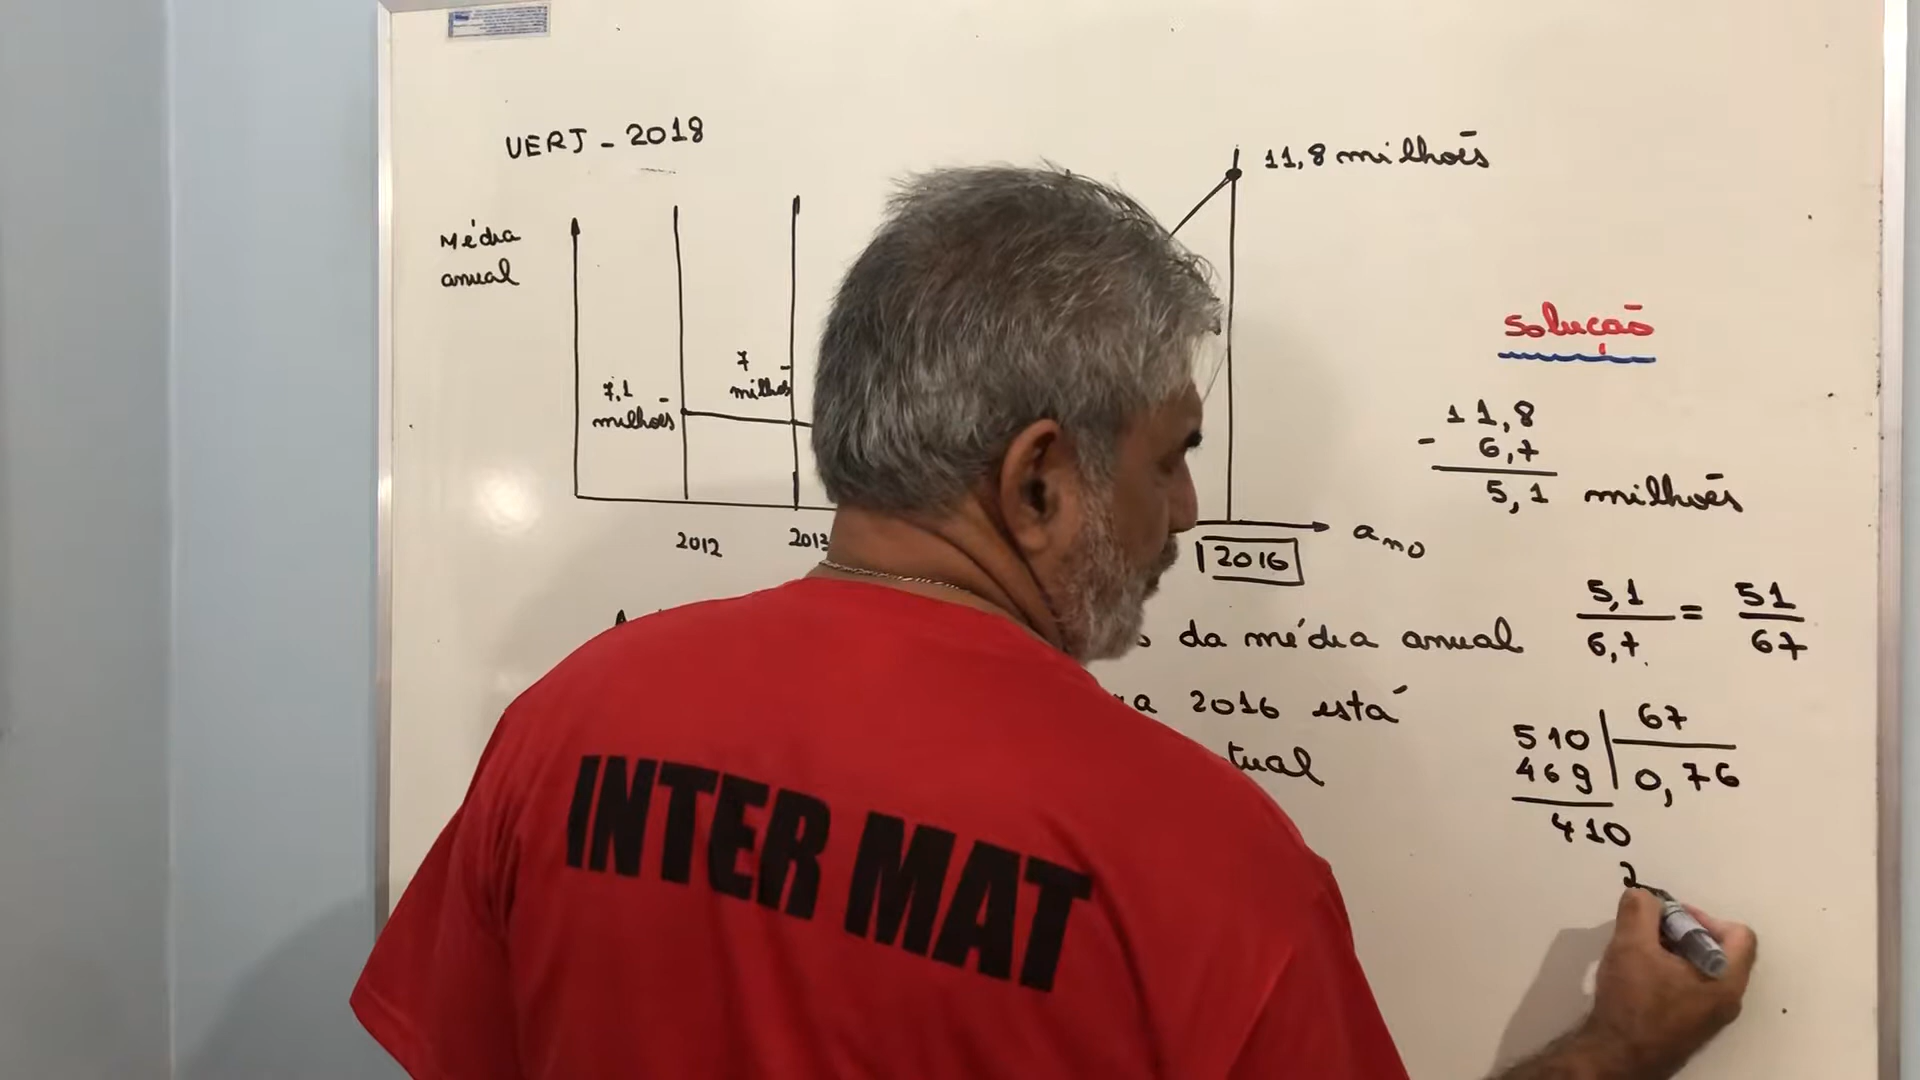 UERJ - 2018
11,8 milhões
Média
anual
7
milhões
7,1
milhões
2012
2013
2016
ano
da média anual
2016 está
Solução
11,8
- 6,7
5,1 milhões
5,1 = 51
6,7 67
510 67
469 0,76
410
2
INTER MAT